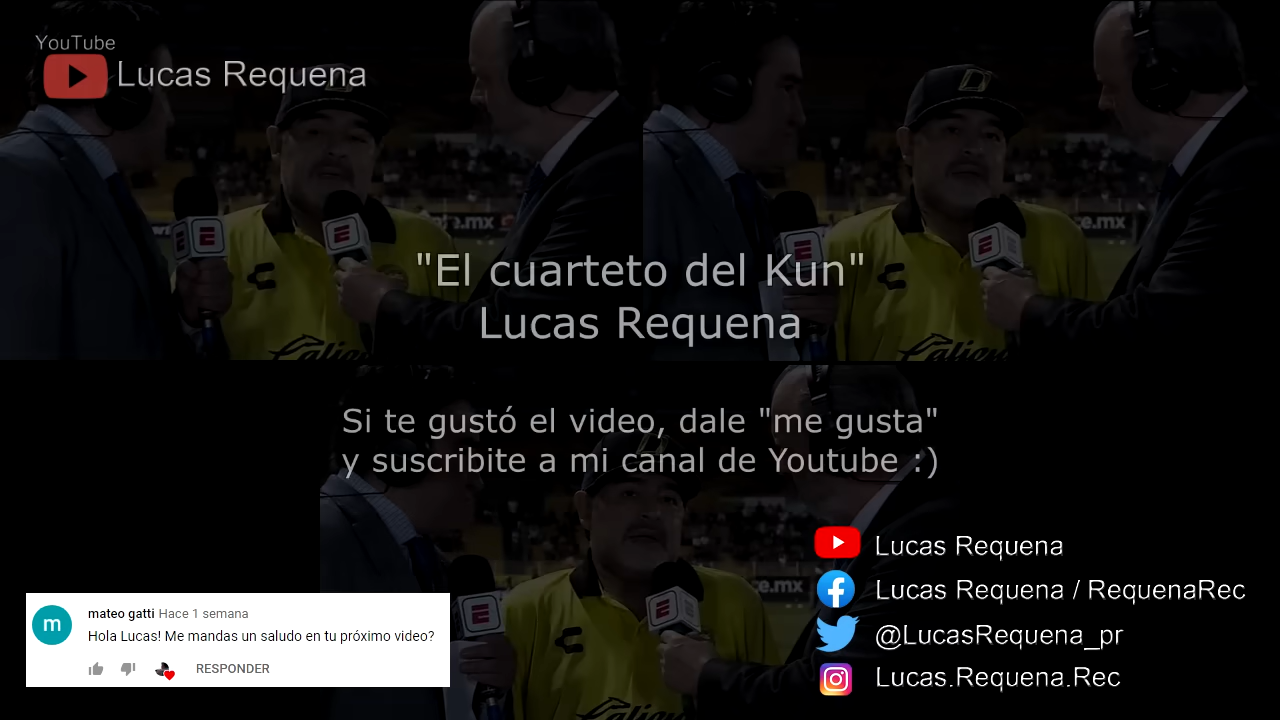 YouTube
Lucas Requena
"El cuarteto del Kun"
Lucas Requena
Si te gustó el video, dale "me gusta"
y suscribite a mi canal de Youtube :)
Lucas Requena
Lucas Requena / RequenaRec
@LucasRequena_pr
Lucas.Requena.Rec
mateo gatti Hace 1 semana
Hola Lucas! Me mandas un saludo en tu próximo video?
RESPONDER